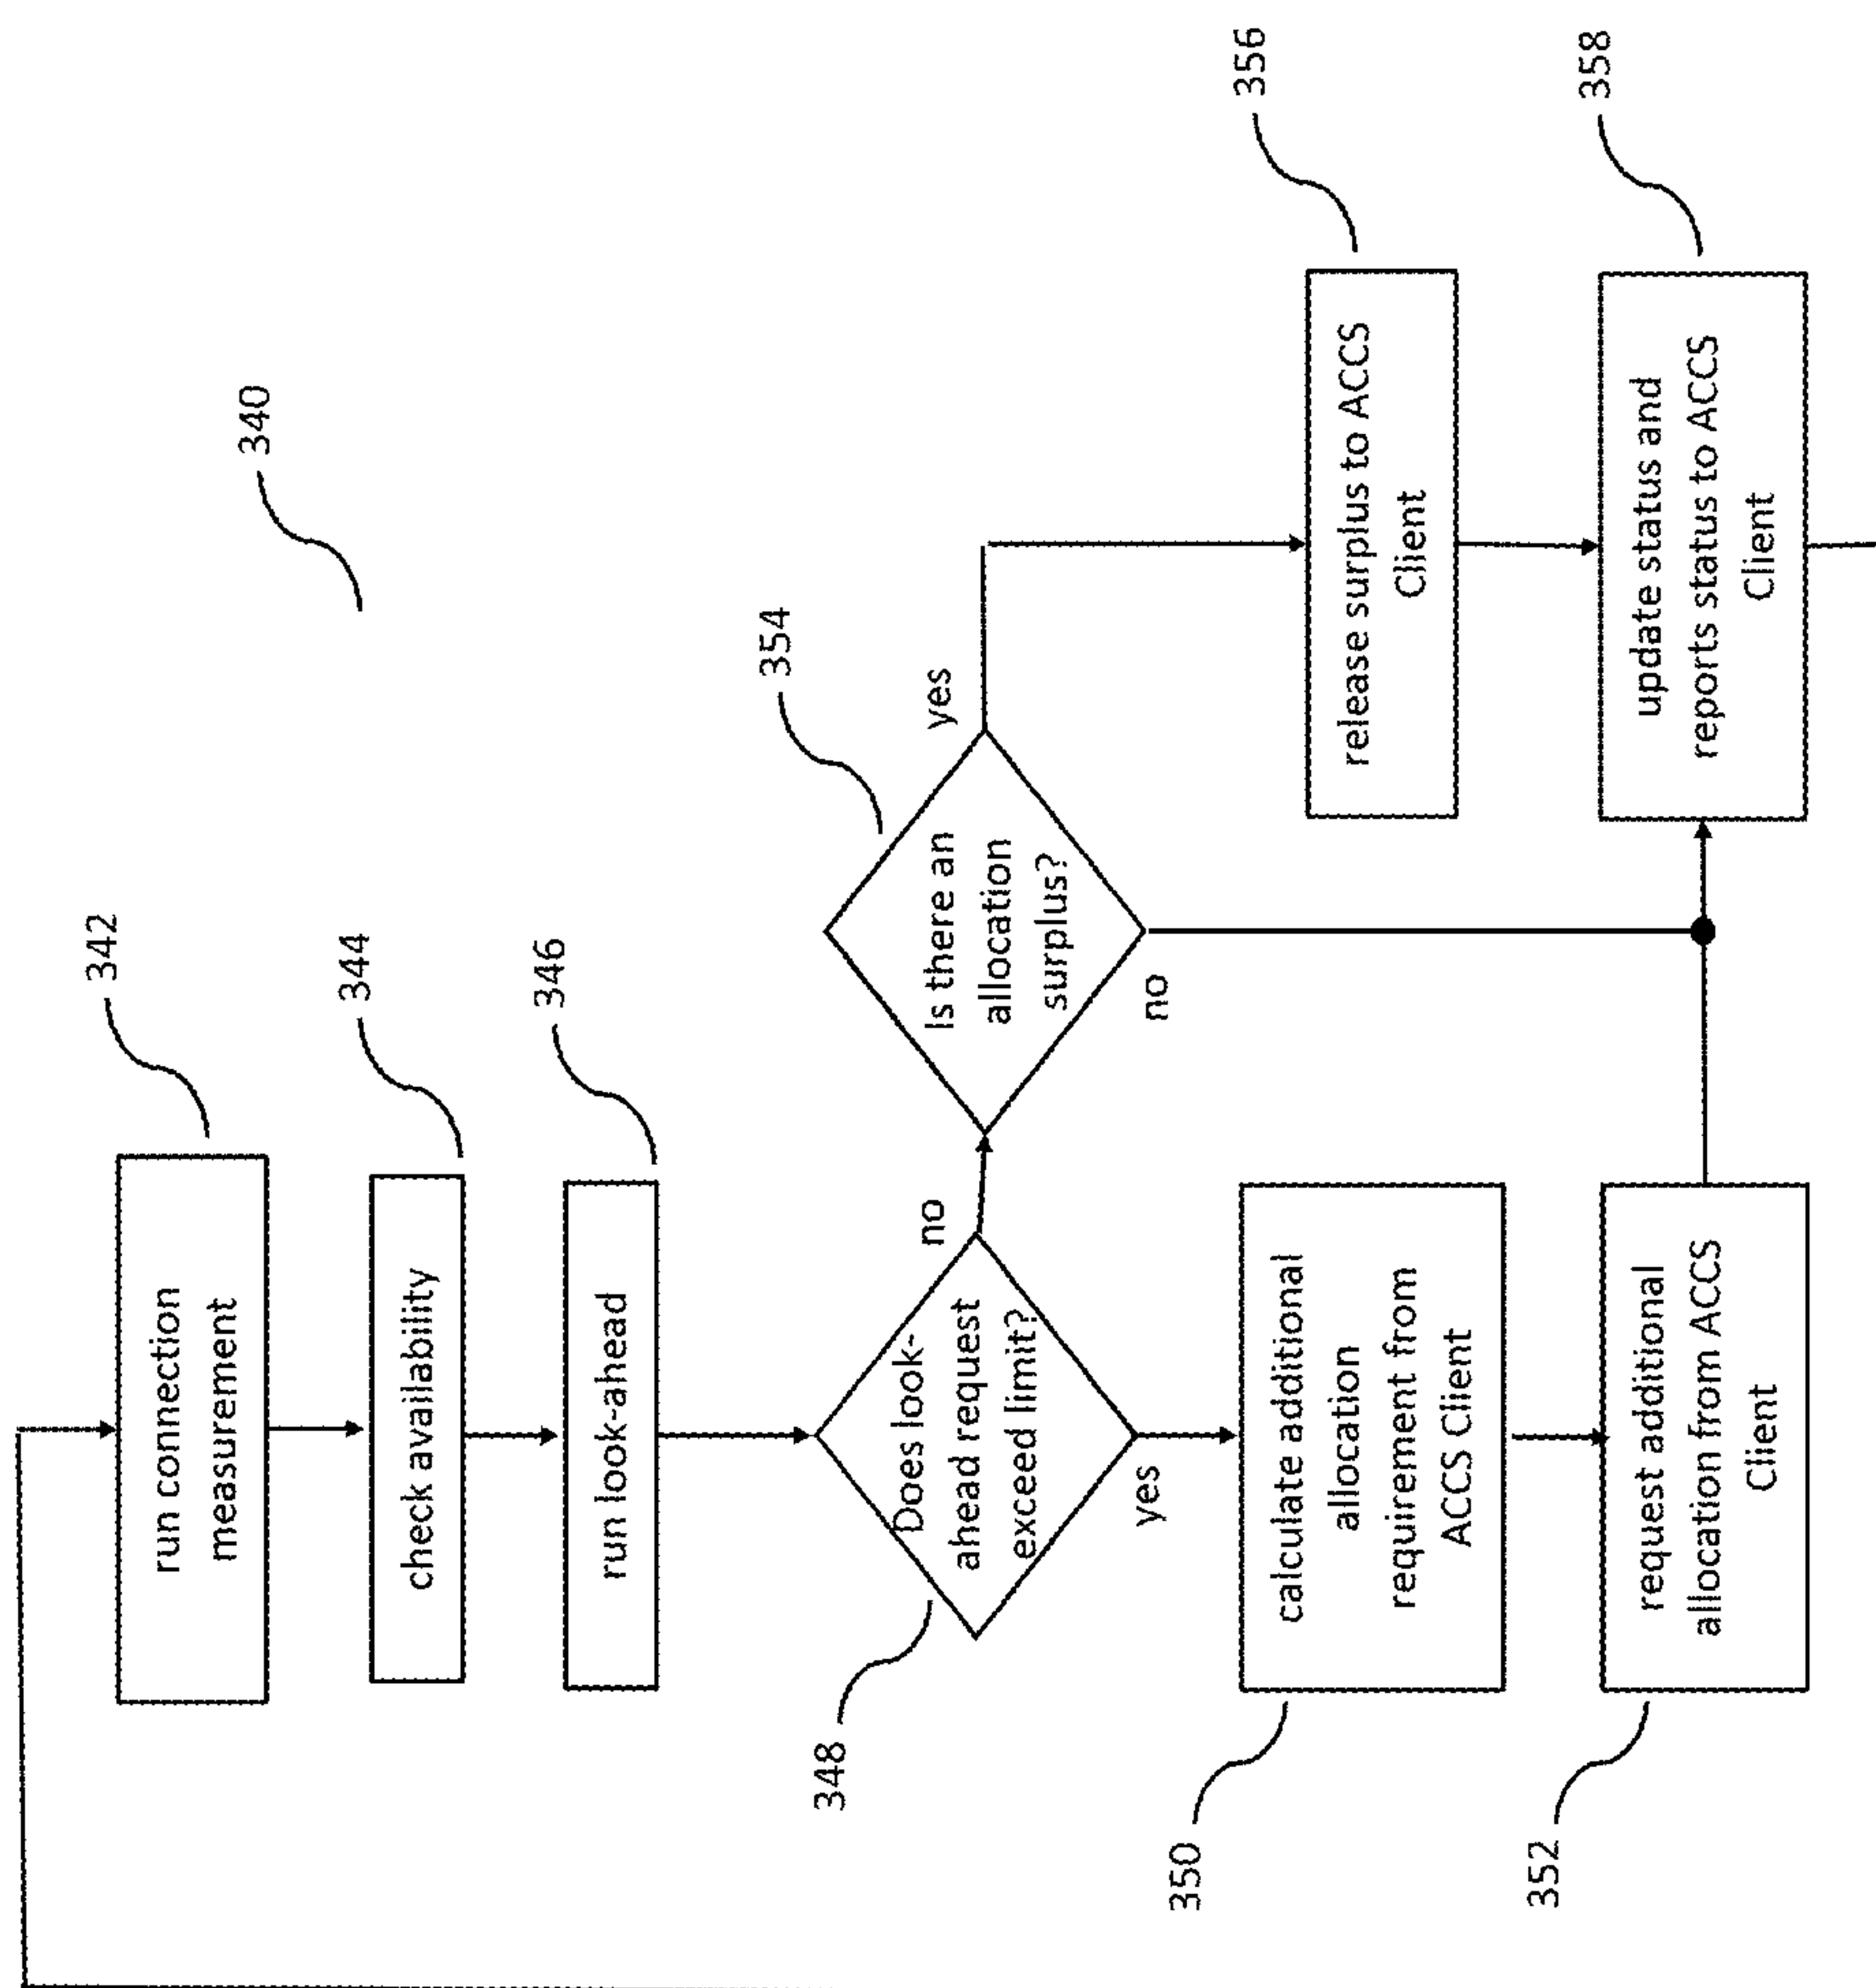 340
342
run connection
measurement
344
check availability
346
run look-ahead
348
Does look-
ahead request
exceed limit?
no
yes
354
Is there an
allocation
surplus?
yes
no
350
calculate additional
allocation
requirement from
ACCS Client
356
release surplus to ACCS
Client
352
request additional
allocation from ACCS
Client
358
update status and
reports status to ACCS
Client